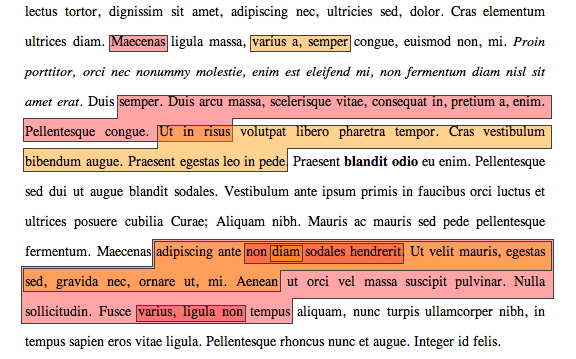 lectus tortor, dignissim sit amet, adipiscing nec, ultricies sed, dolor. Cras elementum
ultrices diam. Maecenas ligula massa, varius a, semper congue, euismod non, mi. Proin
porttitor, orci nec nonummy molestie, enim est eleifend mi, non fermentum diam nisl sit
amet erat. Duis semper. Duis arcu massa, scelerisque vitae, consequat in, pretium a, enim.
Pellentesque congue. Ut in risus volutpat libero pharetra tempor. Cras vestibulum
bibendum augue. Praesent egestas leo in pede. Praesent blandit odio eu enim. Pellentesque
sed dui ut augue blandit sodales. Vestibulum ante ipsum primis in faucibus orci luctus et
ultrices posuere cubilia Curae; Aliquam nibh. Mauris ac mauris sed pede pellentesque
fermentum. Maecenas adipiscing ante non diam sodales hendrerit. Ut velit mauris, egestas
sed, gravida nec, ornare ut, mi. Aenean ut orci vel massa suscipit pulvinar. Nulla
sollicitudin. Fusce varius, ligula non tempus aliquam, nunc turpis ullamcorper nibh, in
tempus sapien eros vitae ligula. Pellentesque rhoncus nunc et augue. Integer id felis.